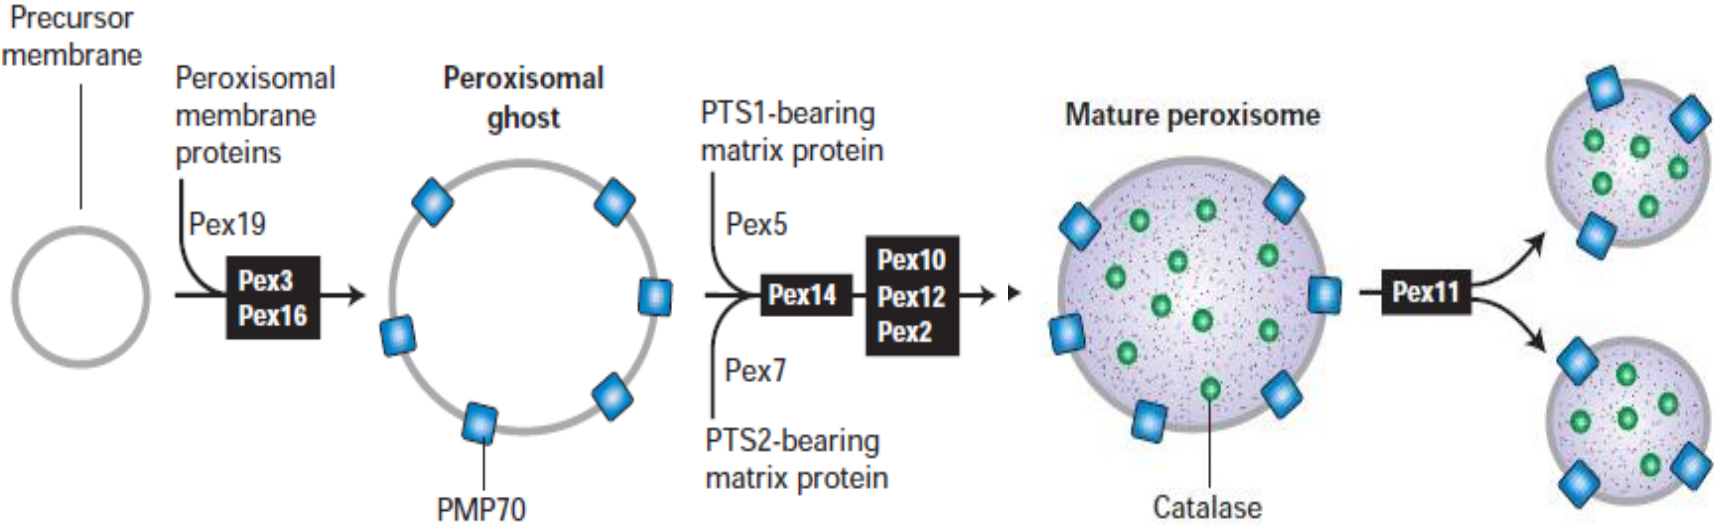 Precursor
membrane
Peroxisomal
membrane
proteins
Pex19
Pex3
Pex16
Peroxisomal
ghost
PMP70
PTS1-bearing
matrix protein
Pex5
Pex14
Pex10
Pex12
Pex2
Pex7
PTS2-bearing
matrix protein
Mature peroxisome
Catalase
Pex11